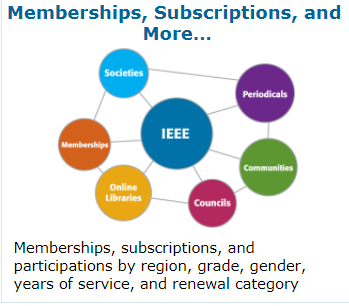 Memberships, Subscriptions, and
More...
Societies
Periodicals
IEEE
Memberships
Communities
Online
Libraries
Councils
Memberships, subscriptions, and
participations by region, grade, gender,
years of service, and renewal category